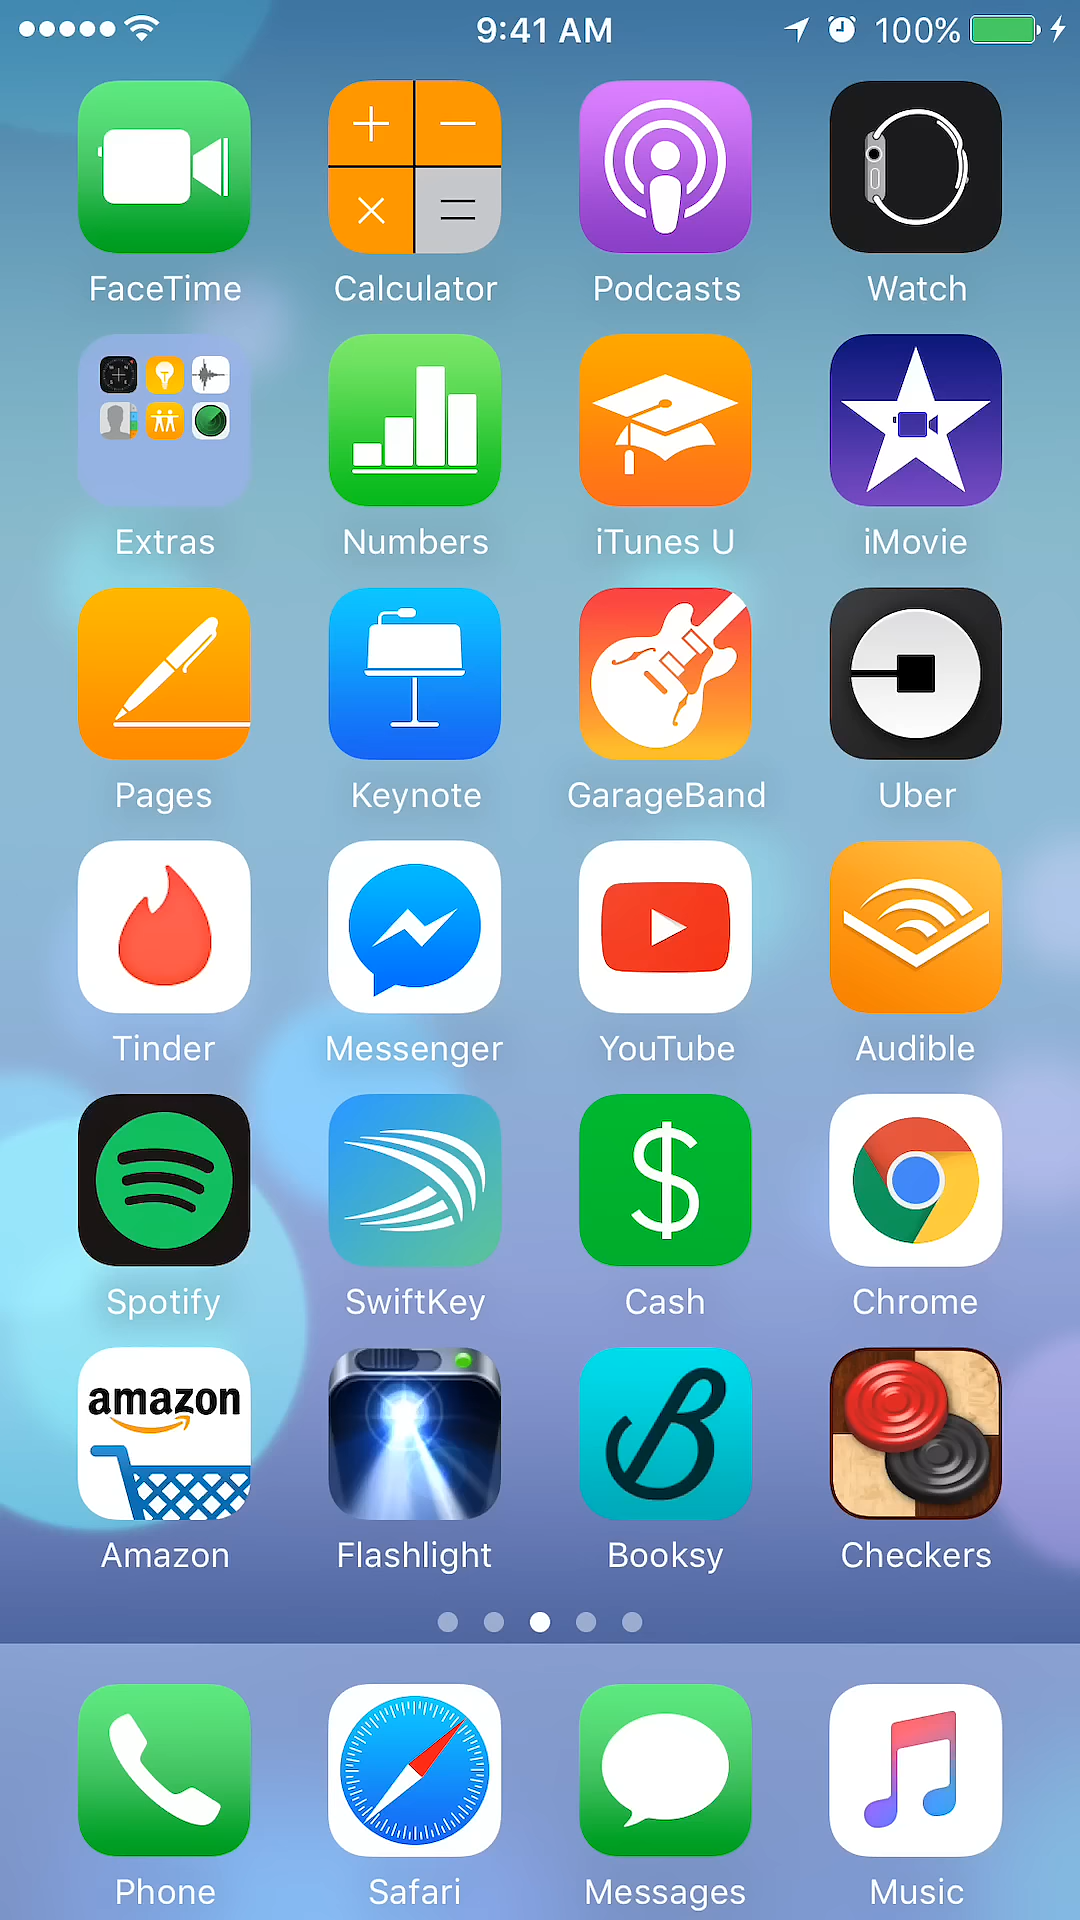 9:41 AM 100%
FaceTime Calculator Podcasts Watch
Extras Numbers iTunes U iMovie
Pages Keynote GarageBand Uber
Tinder Messenger YouTube Audible
$
Spotify SwiftKey Cash Chrome
amazon B
Amazon Flashlight Booksy Checkers
Phone Safari Messages Music